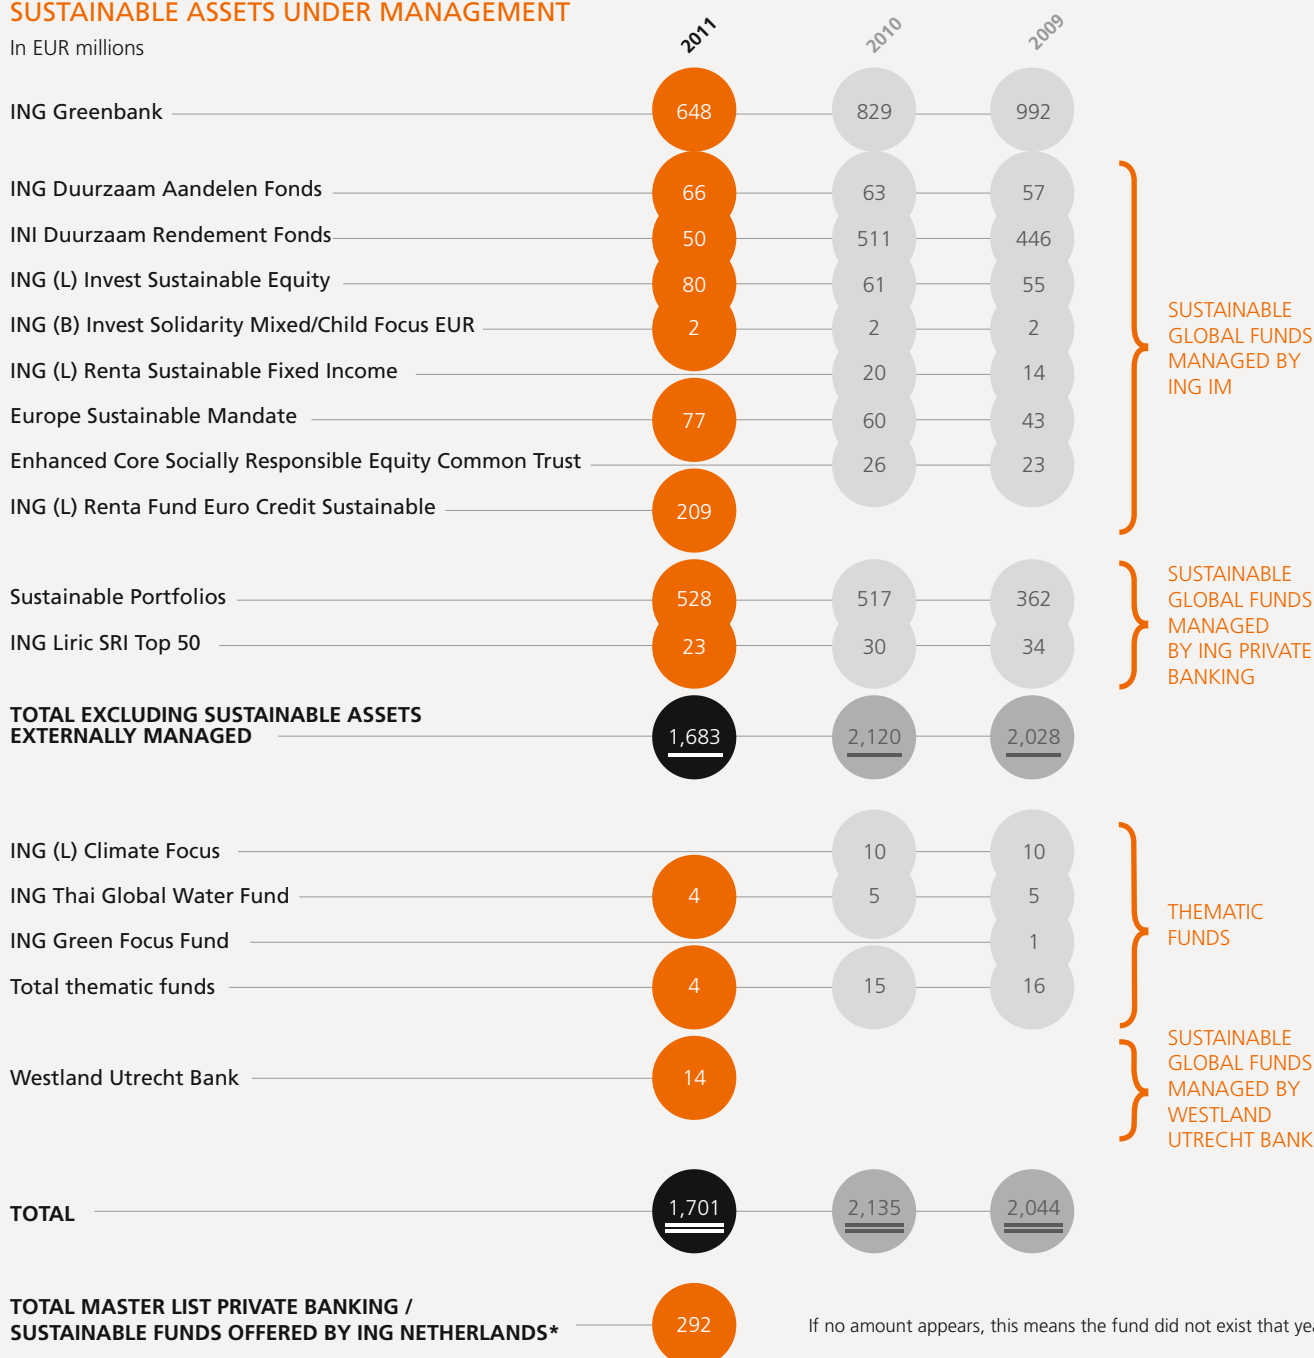 SUSTAINABLE ASSETS UNDER MANAGEMENT
In EUR millions
2011 2010 2009
ING Greenbank 648 829 992
ING Duurzaam Aandelen Fonds 66 63 57
INI Duurzaam Rendement Fonds 50 511 446
ING (L) Invest Sustainable Equity 80 61 55
ING (B) Invest Solidarity Mixed/Child Focus EUR 2 2 2
ING (L) Renta Sustainable Fixed Income 20 14
Europe Sustainable Mandate 77 60 43
Enhanced Core Socially Responsible Equity Common Trust 26 23
ING (L) Renta Fund Euro Credit Sustainable 209
SUSTAINABLE
GLOBAL FUNDS
MANAGED BY
ING IM
Sustainable Portfolios 528 517 362
ING Liric SRI Top 50 23 30 34
SUSTAINABLE
GLOBAL FUNDS
MANAGED
BY ING PRIVATE
BANKING
TOTAL EXCLUDING SUSTAINABLE ASSETS
EXTERNALLY MANAGED 1,683 2,120 2,028
ING (L) Climate Focus 10 10
ING Thai Global Water Fund 4 5 5
ING Green Focus Fund 1
Total thematic funds 4 15 16
THEMATIC
FUNDS
Westland Utrecht Bank 14
SUSTAINABLE
GLOBAL FUNDS
MANAGED BY
WESTLAND
UTRECHT BANK
TOTAL 1,701 2,135 2,044
TOTAL MASTER LIST PRIVATE BANKING /
SUSTAINABLE FUNDS OFFERED BY ING NETHERLANDS* 292
If no amount appears, this means the fund did not exist that